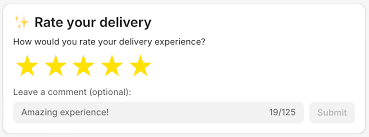 ✨ Rate your delivery
How would you rate your delivery experience?
Leave a comment (optional):
Amazing experience! 19/125 Submit